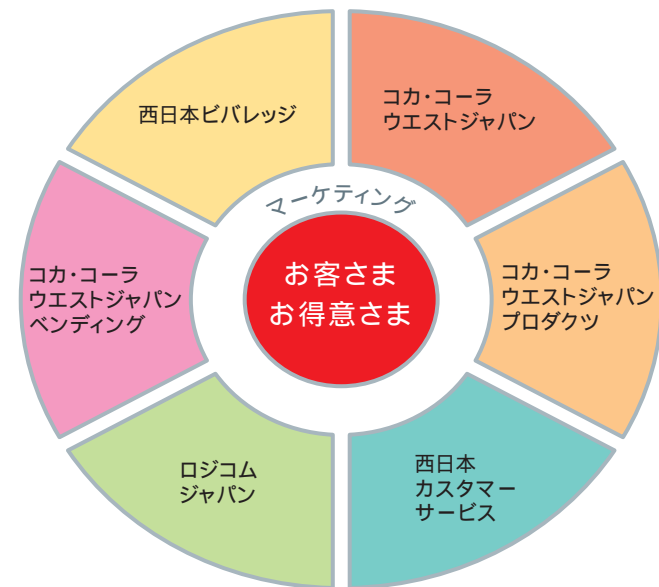 西日本ビバレッジ
コカ・コーラ
ウエストジャパン
マーケティング
お客さま
お得意さま
コカ・コーラ
ウエストジャパン
ベンディング
コカ・コーラ
ウエストジャパン
プロダクツ
ロジコム
ジャパン
西日本
カスタマー
サービス